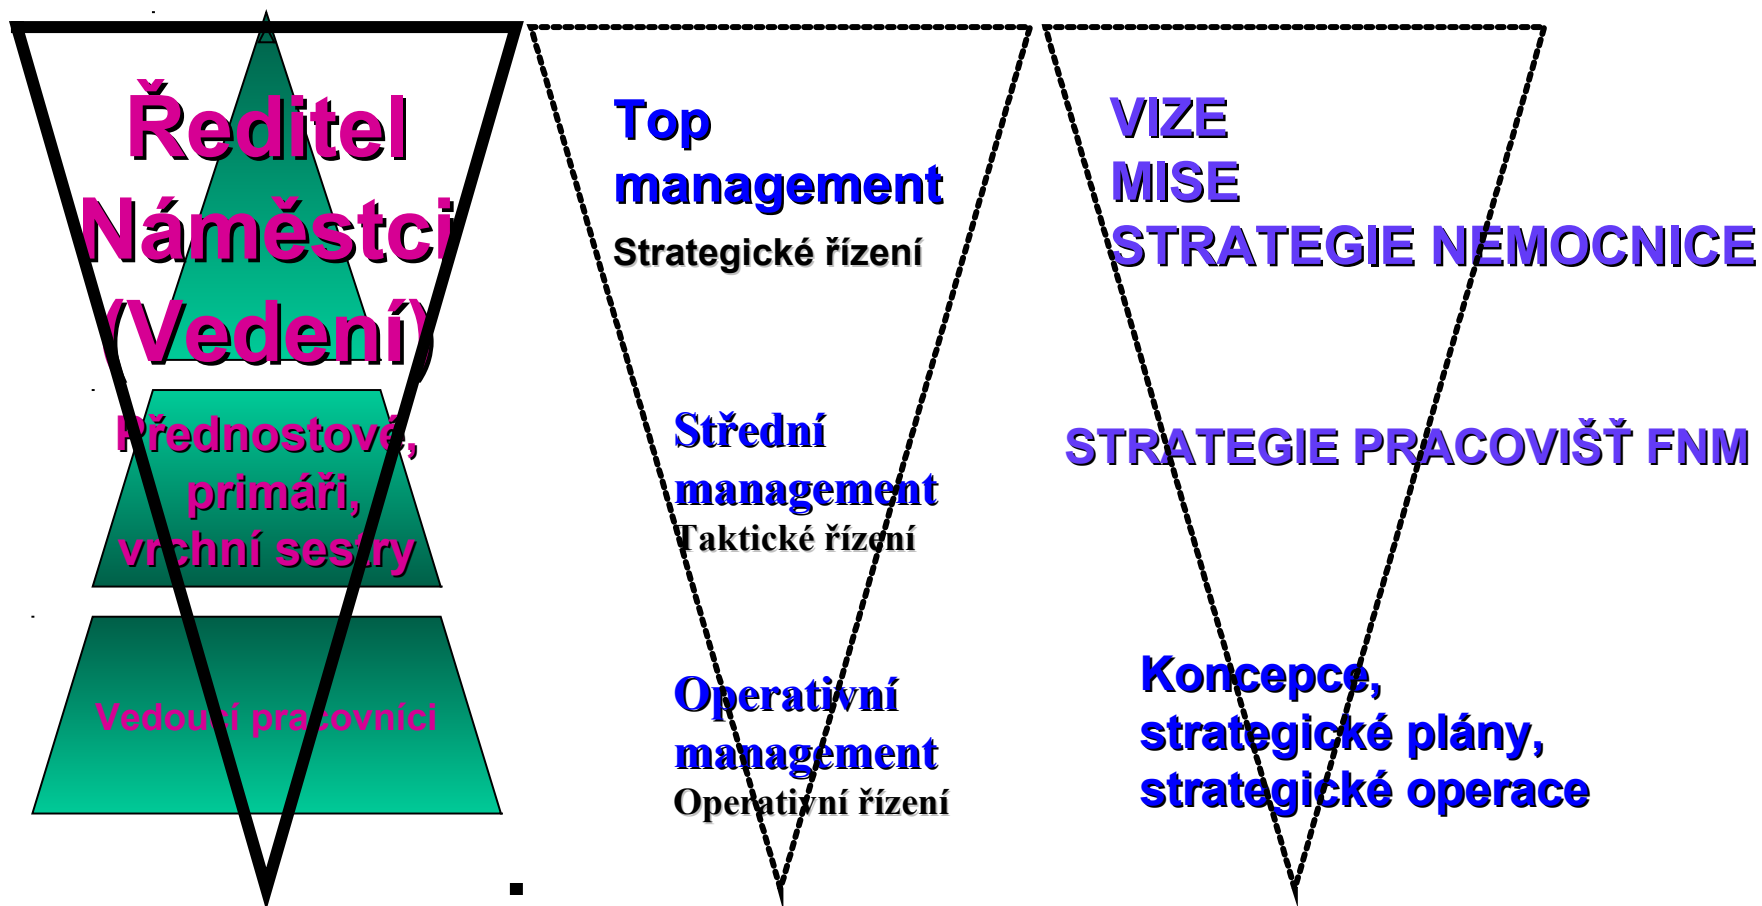 Ředitel
Náměstci
(Vedení)
Přednostové,
primáři,
vrchní sestry
Vedoucí pracovníci
Top
management
Strategické řízení
Střední
management
Taktické řízení
Operativní
management
Operativní řízení
VIZE
MISE
STRATEGIE NEMOCNICE
STRATEGIE PRACOVIŠŤ FNM
Koncepce,
strategické plány,
strategické operace